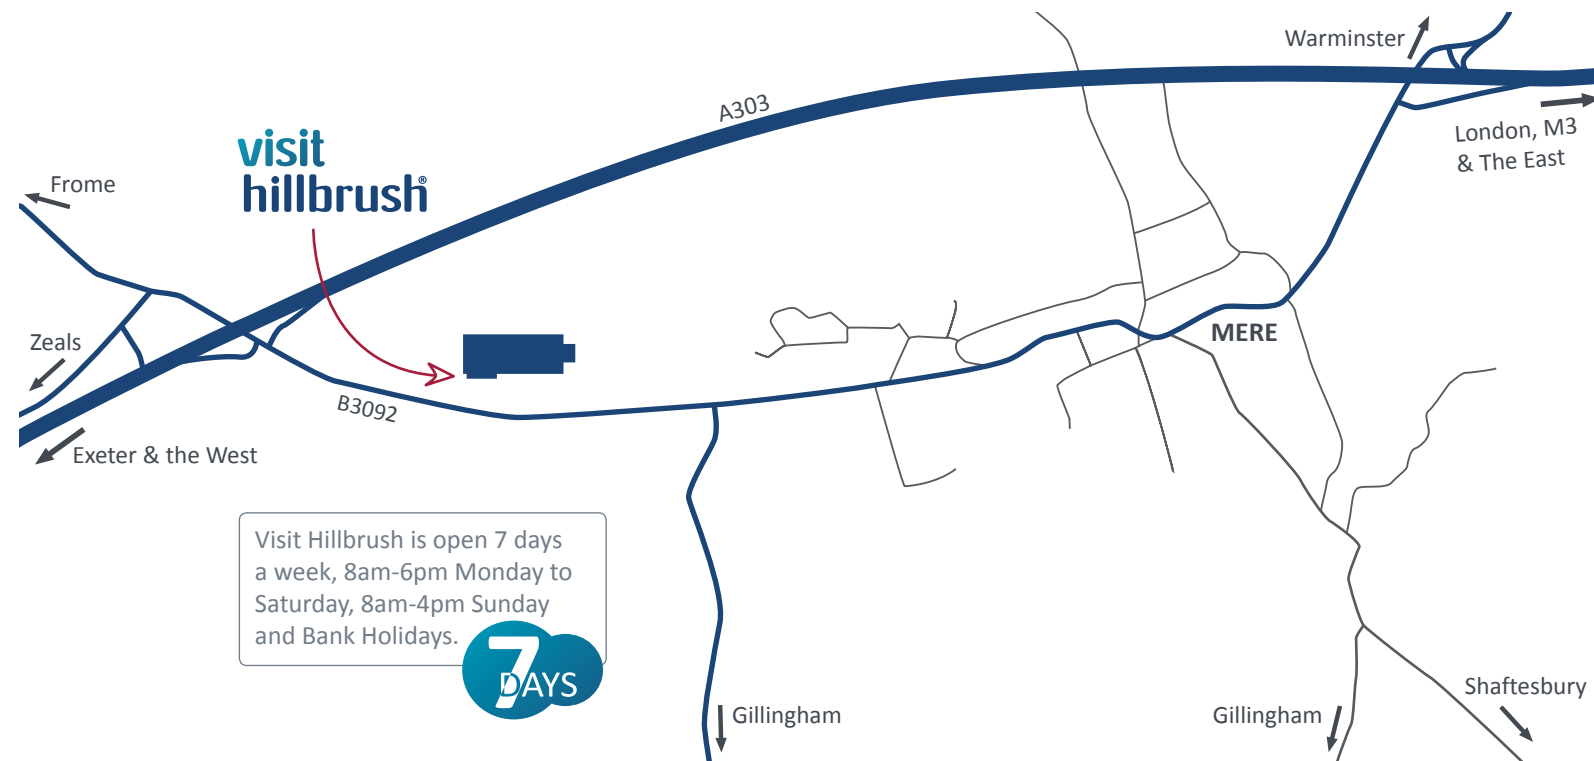 Warminster
A303
London, M3
& The East
visit
hillbrush®
Frome
Zeals
MERE
B3092
Exeter & the West
Visit Hillbrush is open 7 days
a week, 8am-6pm Monday to
Saturday, 8am-4pm Sunday
and Bank Holidays.
7
DAYS
Gillingham
Gillingham
Shaftesbury